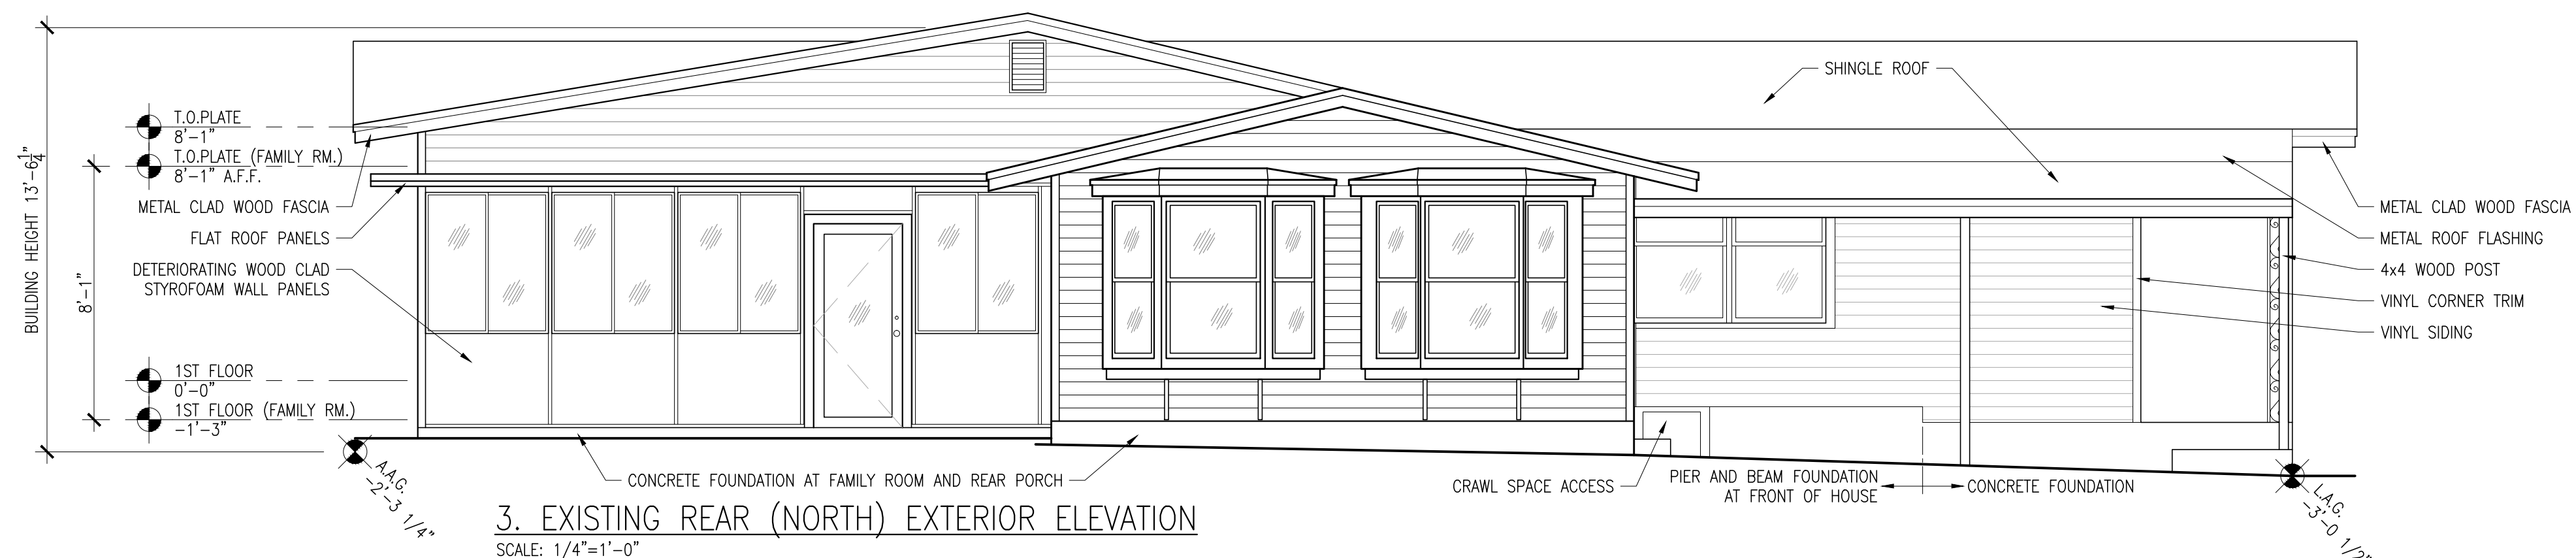 SHINGLE ROOF
T.O.PLATE
8'-1"
T.O.PLATE (FAMILY RM.)
8'-1" A.F.F.
METAL CLAD WOOD FASCIA
FLAT ROOF PANELS
DETERIORATING WOOD CLAD
STYROFOAM WALL PANELS
BUILDING HEIGHT 13'-6 1/4"
8'-1"
1ST FLOOR
0'-0"
1ST FLOOR (FAMILY RM.)
-1'-3"
A.A.G.
-2'-3 1/4"
METAL CLAD WOOD FASCIA
METAL ROOF FLASHING
4x4 WOOD POST
VINYL CORNER TRIM
VINYL SIDING
CONCRETE FOUNDATION AT FAMILY ROOM AND REAR PORCH
CRAWL SPACE ACCESS
PIER AND BEAM FOUNDATION
AT FRONT OF HOUSE
CONCRETE FOUNDATION
L.A.G.
-3'-0 1/2"
3. EXISTING REAR (NORTH) EXTERIOR ELEVATION
SCALE: 1/4"=1'-0"